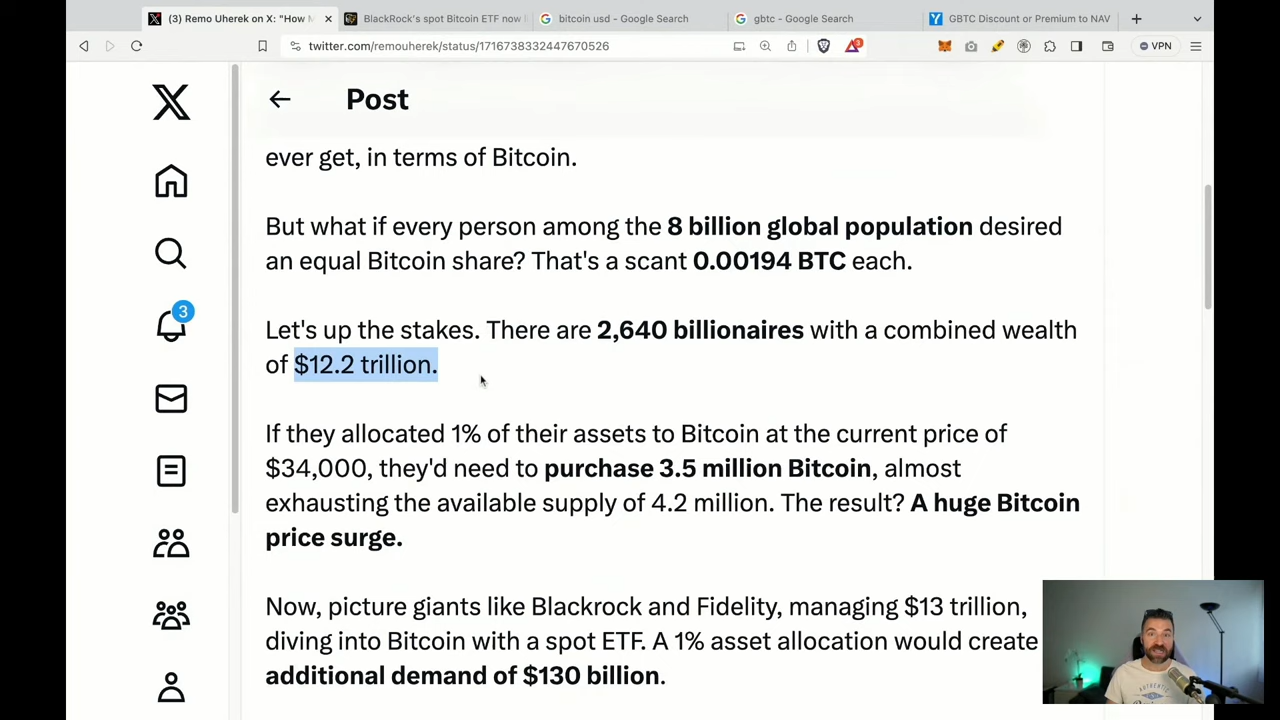 (3) Remo Uherek on X: "How M
BlackRock's spot Bitcoin ETF now l
bitcoin usd - Google Search
gbtc - Google Search
GBTC Discount or Premium to NAV
twitter.com/remouherek/status/1716738332447670526
3
VPN
Post
ever get, in terms of Bitcoin.
But what if every person among the 8 billion global population desired
an equal Bitcoin share? That's a scant 0.00194 BTC each.
3
Let's up the stakes. There are 2,640 billionaires with a combined wealth
of $12.2 trillion.
If they allocated 1% of their assets to Bitcoin at the current price of
$34,000, they'd need to purchase 3.5 million Bitcoin, almost
exhausting the available supply of 4.2 million. The result? A huge Bitcoin
price surge.
Now, picture giants like Blackrock and Fidelity, managing $13 trillion,
diving into Bitcoin with a spot ETF. A 1% asset allocation would create
additional demand of $130 billion.
AUTHENTIC